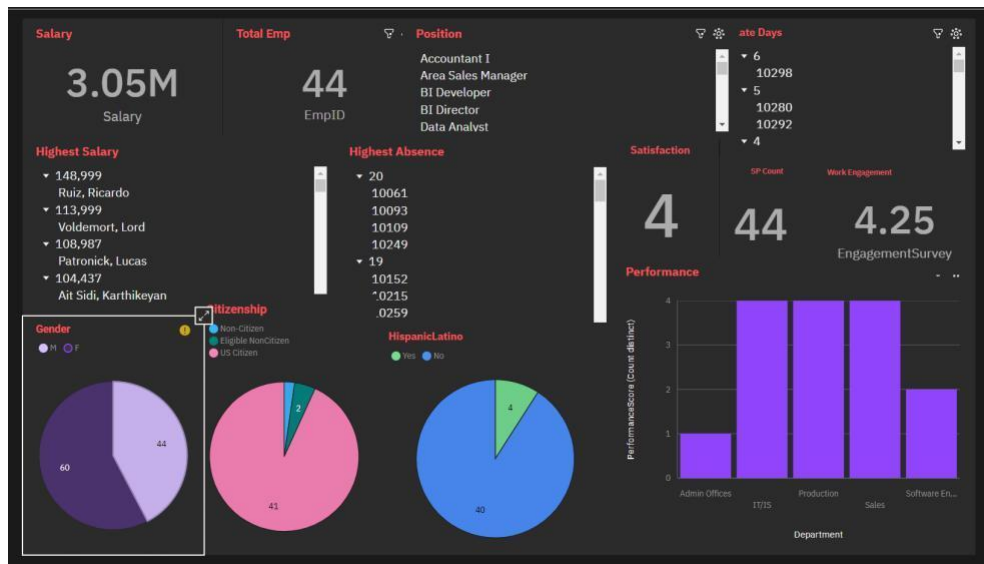 Salary
3.05M
Salary
Total Emp
44
EmpID
Position
Accountant I
Area Sales Manager
BI Developer
BI Director
Data Analyst
ate Days
6
10298
5
10280
10292
4
Highest Salary
148,999
Ruiz, Ricardo
113,999
Voldemort, Lord
108,987
Patronick, Lucas
104,437
Ait Sidi, Karthikeyan
Highest Absence
20
10061
10093
10109
10249
19
10152
0215
0259
Satisfaction
4
SP Count
44
Work Engagement
4.25
EngagementSurvey
Gender
M F
44
60
Citizenship
Non-Citizen
Eligible NonCitizen
US Citizen
2
41
HispanicLatino
Yes No
4
40
Performance
PerformanceScore (Count distinct)
4
3
2
1
0
Admin Offices
IT/IS
Production
Sales
Software En...
Department